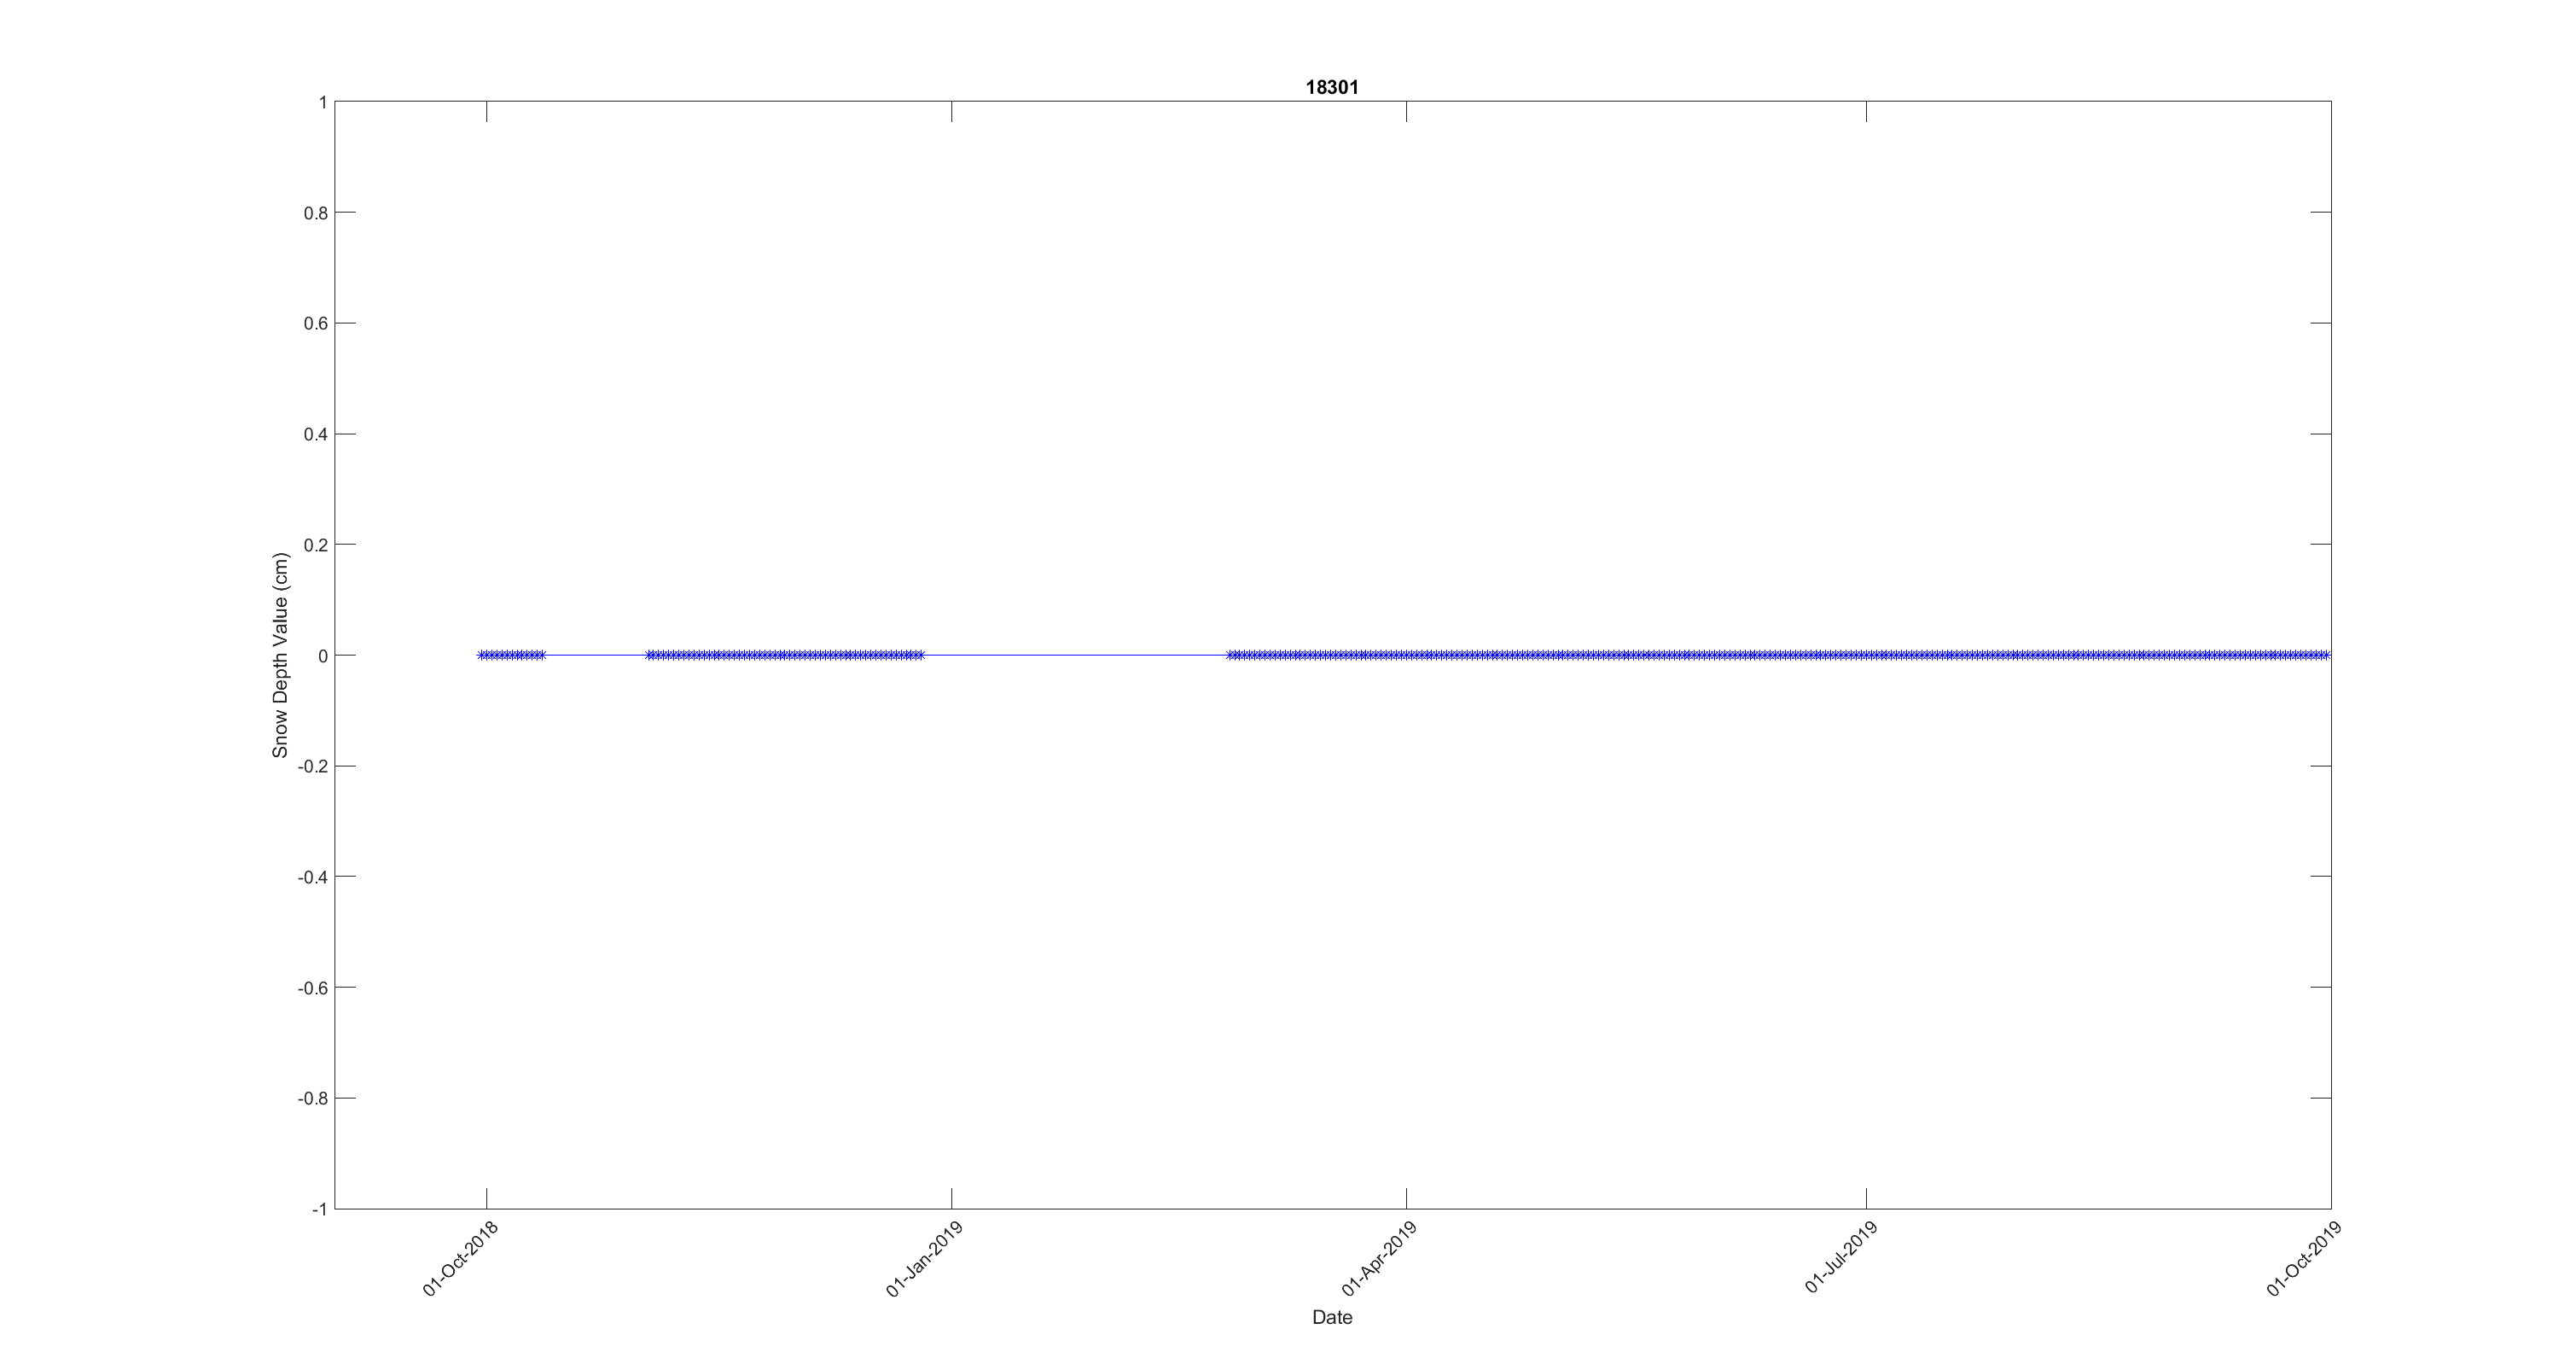 18301
1
0.8
0.6
0.4
0.2
0
-0.2
-0.4
-0.6
-0.8
-1
Snow Depth Value (cm)
01-Oct-2018
01-Jan-2019
01-Apr-2019
01-Jul-2019
01-Oct-2019
Date